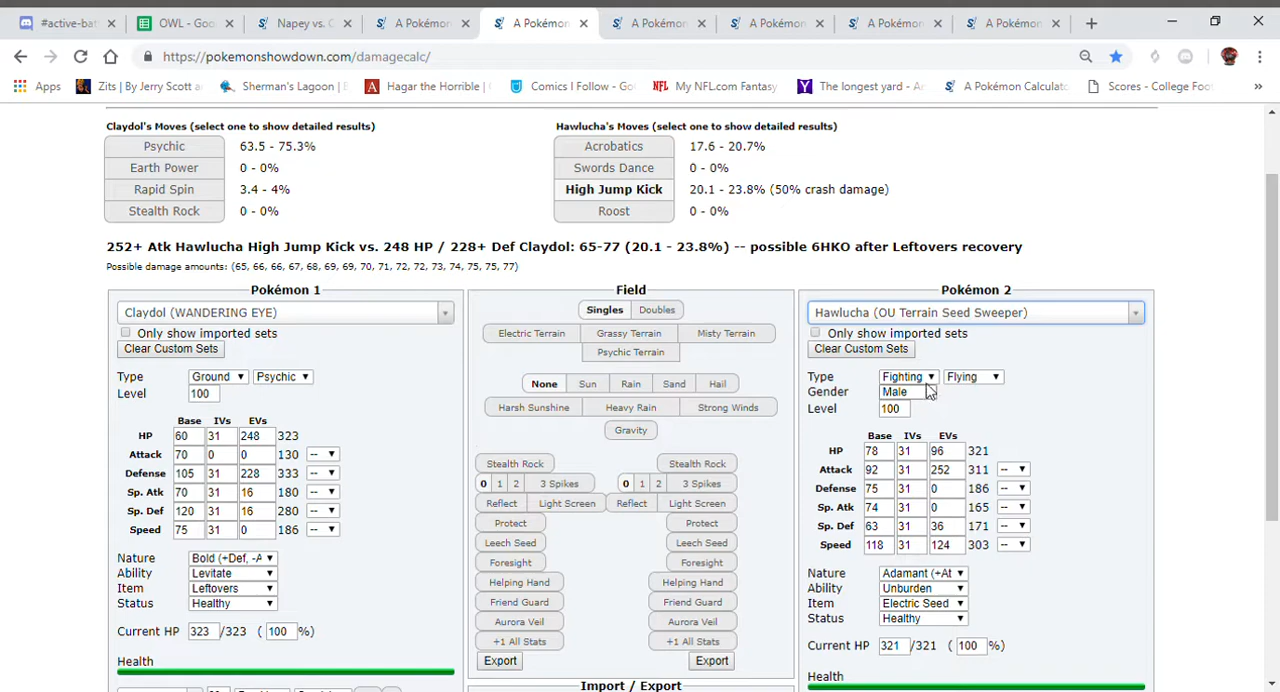 #active-bat
OWL - Goo
Napey vs. C
A Pokémon
A Pokémon
A Pokémon
A Pokémon
A Pokémon
A Pokémon
https://pokemonshowdown.com/damagecalc/
Apps
Zits | By Jerry Scott a
Sherman's Lagoon | B
Hagar the Horrible |
Comics I Follow - Go
NFL My NFL.com Fantasy
Y The longest yard - A
A Pokémon Calculato
Scores - College Foo
»
Claydol's Moves (select one to show detailed results)
Psychic 63.5 - 75.3%
Earth Power 0 - 0%
Rapid Spin 3.4 - 4%
Stealth Rock 0 - 0%
Hawlucha's Moves (select one to show detailed results)
Acrobatics 17.6 - 20.7%
Swords Dance 0 - 0%
High Jump Kick 20.1 - 23.8% (50% crash damage)
Roost 0 - 0%
252+ Atk Hawlucha High Jump Kick vs. 248 HP / 228+ Def Claydol: 65-77 (20.1 - 23.8%) -- possible 6HKO after Leftovers recovery
Possible damage amounts: (65, 66, 66, 67, 68, 69, 69, 70, 71, 72, 72, 73, 74, 75, 75, 77)
Pokémon 1
Claydol (WANDERING EYE)
Only show imported sets
Clear Custom Sets
Type Ground Psychic
Level 100
Base IVs EVs
HP 60 31 248 323
Attack 70 0 0 130 --
Defense 105 31 228 333 --
Sp. Atk 70 31 16 180 --
Sp. Def 120 31 16 280 --
Speed 75 31 0 186 --
Nature Bold (+Def, -A
Ability Levitate
Item Leftovers
Status Healthy
Current HP 323 /323 ( 100 %)
Health
Field
Singles Doubles
Electric Terrain Grassy Terrain Misty Terrain
Psychic Terrain
None Sun Rain Sand Hail
Harsh Sunshine Heavy Rain Strong Winds
Gravity
Stealth Rock Stealth Rock
0 1 2 3 Spikes 0 1 2 3 Spikes
Reflect Light Screen Reflect Light Screen
Protect Protect
Leech Seed Leech Seed
Foresight Foresight
Helping Hand Helping Hand
Friend Guard Friend Guard
Aurora Veil Aurora Veil
+1 All Stats +1 All Stats
Export Export
Import / Export
Pokémon 2
Hawlucha (OU Terrain Seed Sweeper)
Only show imported sets
Clear Custom Sets
Type Fighting Flying
Gender Male
Level 100
Base IVs EVs
HP 78 31 96 321
Attack 92 31 252 311 --
Defense 75 31 0 186 --
Sp. Atk 74 31 0 165 --
Sp. Def 63 31 36 171 --
Speed 118 31 124 303 --
Nature Adamant (+At
Ability Unburden
Item Electric Seed
Status Healthy
Current HP 321 /321 ( 100 %)
Health